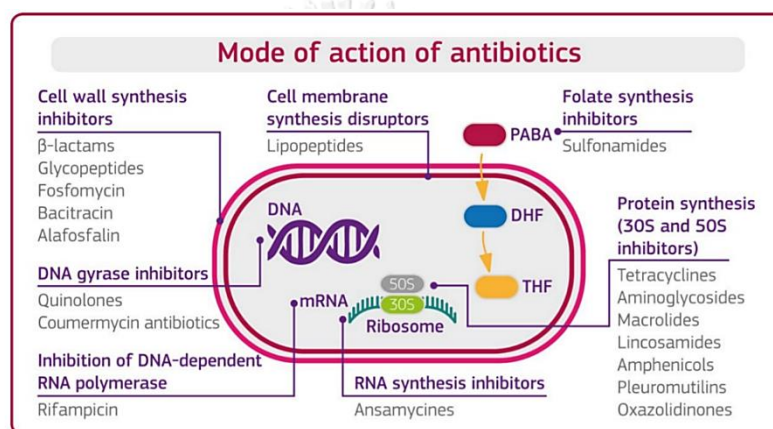 Mode of action of antibiotics
Cell wall synthesis
inhibitors
β-lactams
Glycopeptides
Fosfomycin
Bacitracin
Alafosfalin
Cell membrane
synthesis disruptors
Lipopeptides
PABA
Folate synthesis
inhibitors
Sulfonamides
DNA
DHF
THF
Protein synthesis
(30S and 50S
inhibitors)
Tetracyclines
Aminoglycosides
Macrolides
Lincosamides
Amphenicols
Pleuromutilins
Oxazolidinones
DNA gyrase inhibitors
Quinolones
Coumermycin antibiotics
mRNA
50S
30S
Ribosome
Inhibition of DNA-dependent
RNA polymerase
Rifampicin
RNA synthesis inhibitors
Ansamycines